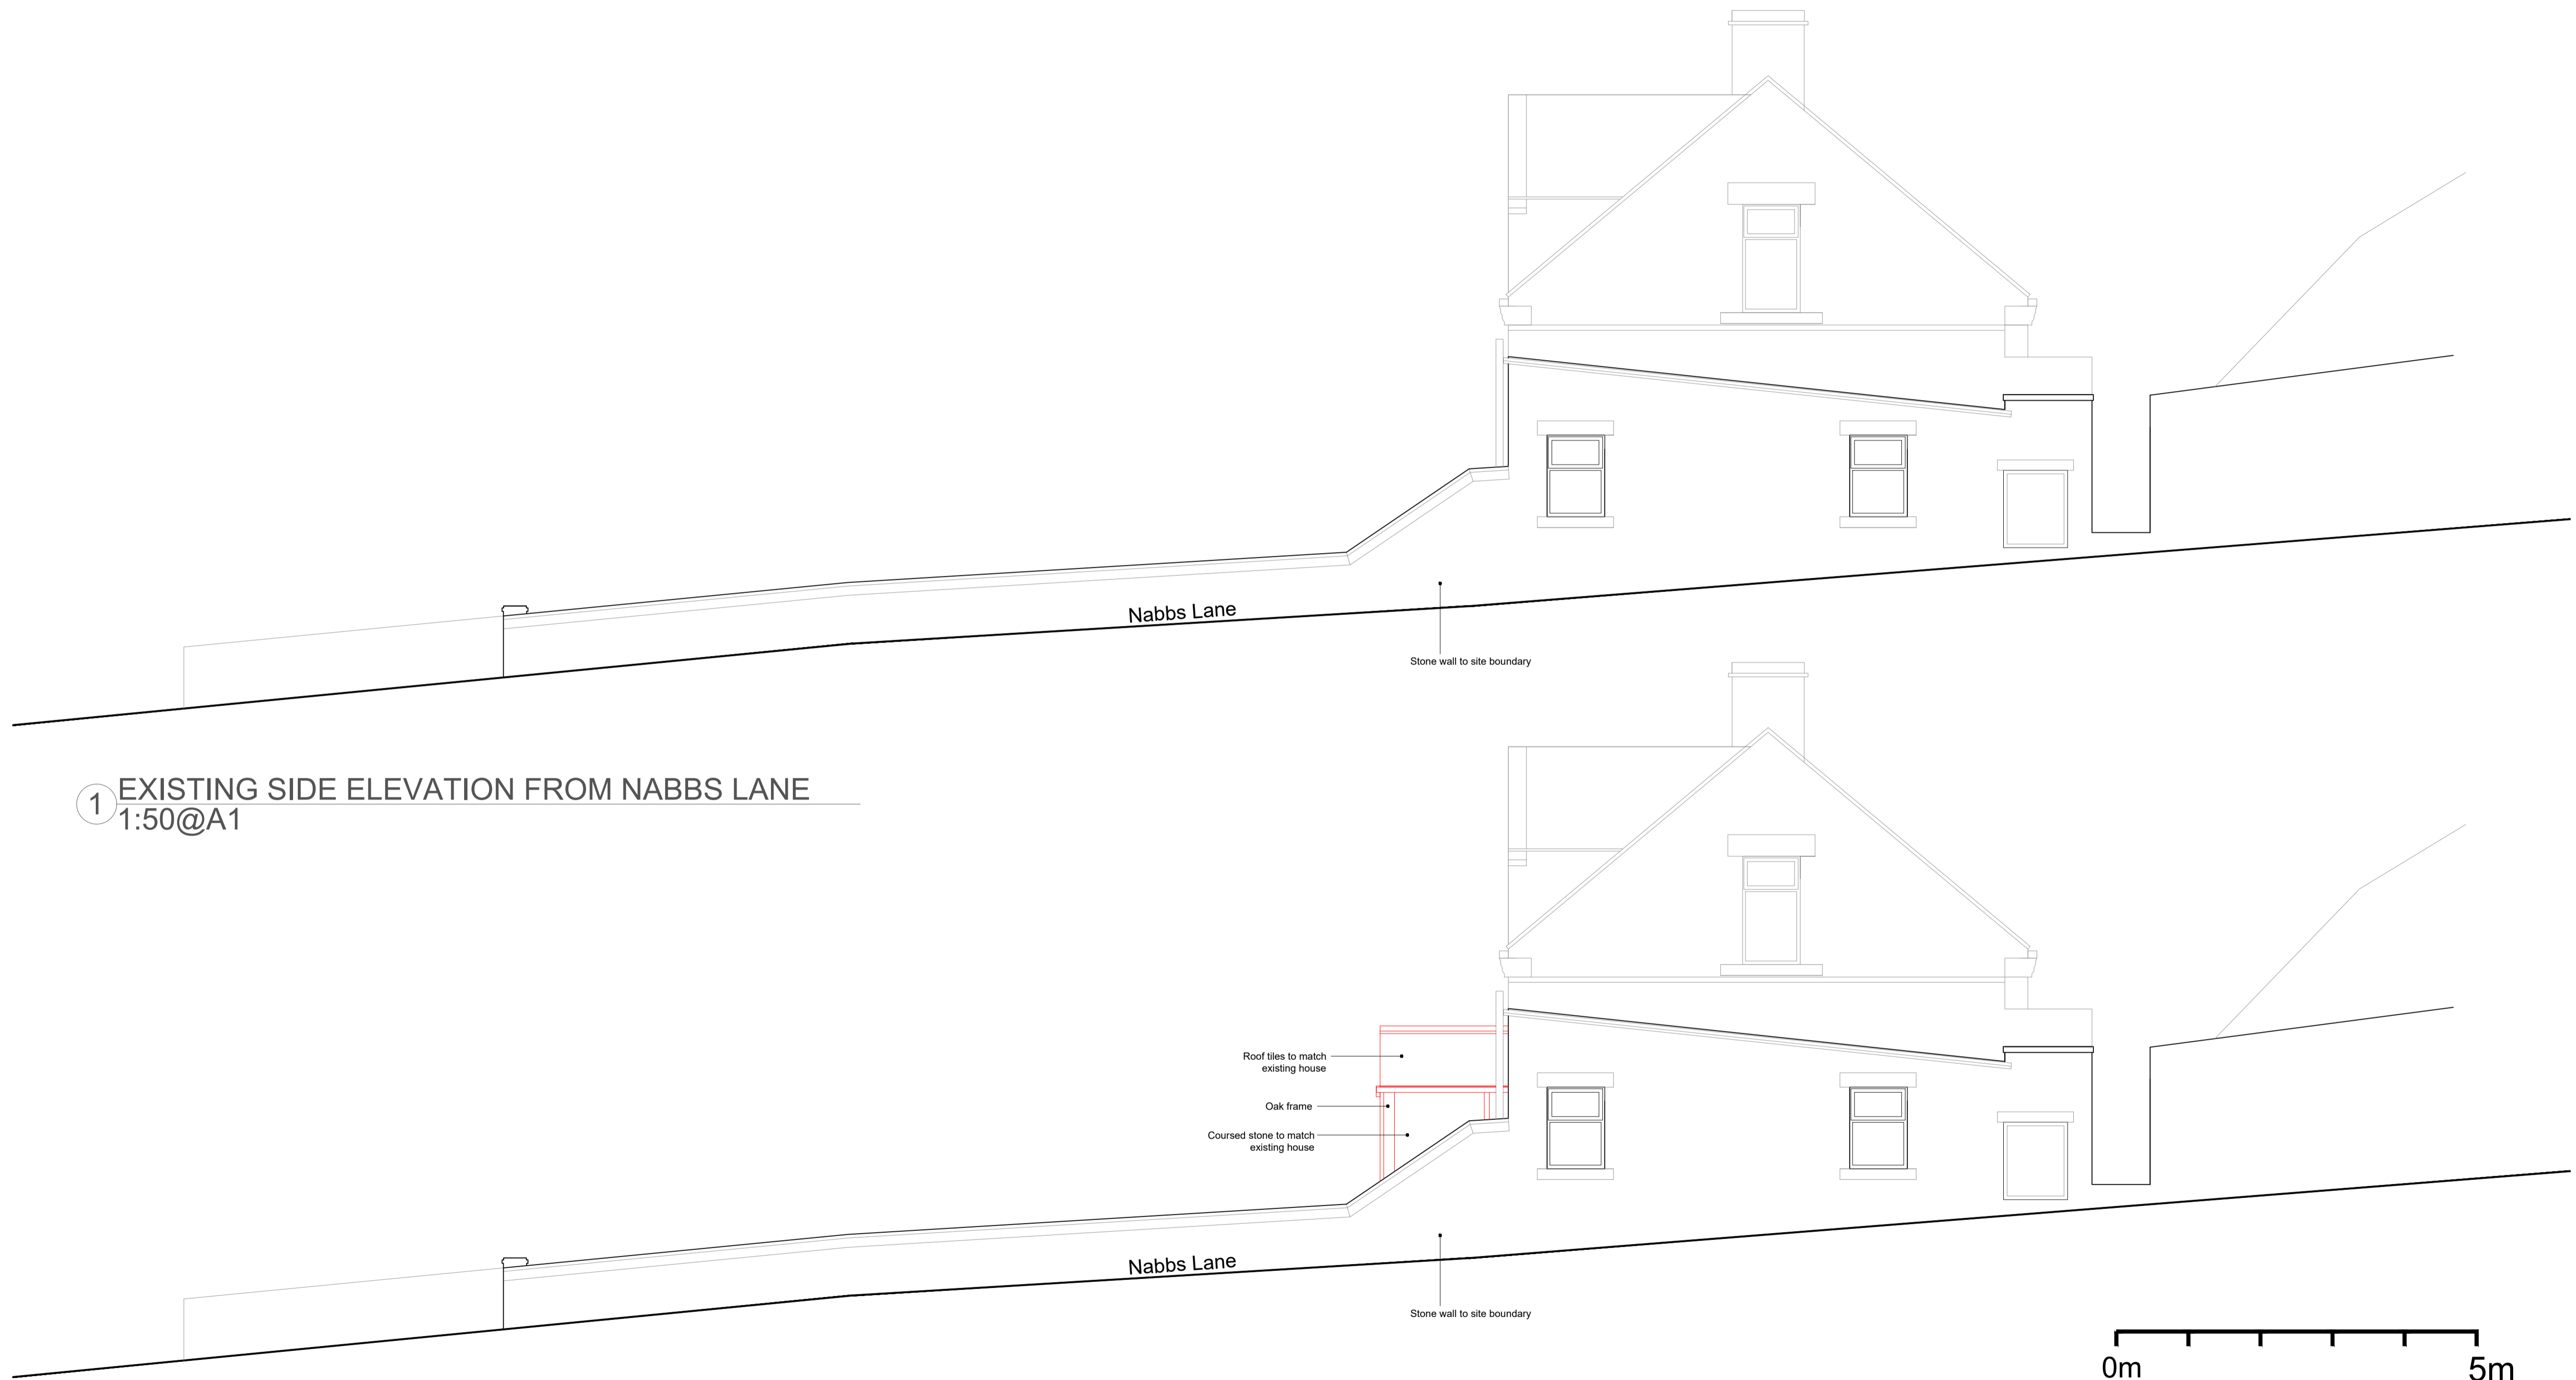 Nabbs Lane
Stone wall to site boundary
1 EXISTING SIDE ELEVATION FROM NABBS LANE
1:50@A1
Roof tiles to match
existing house
Oak frame
Coursed stone to match
existing house
Nabbs Lane
Stone wall to site boundary
0m 5m